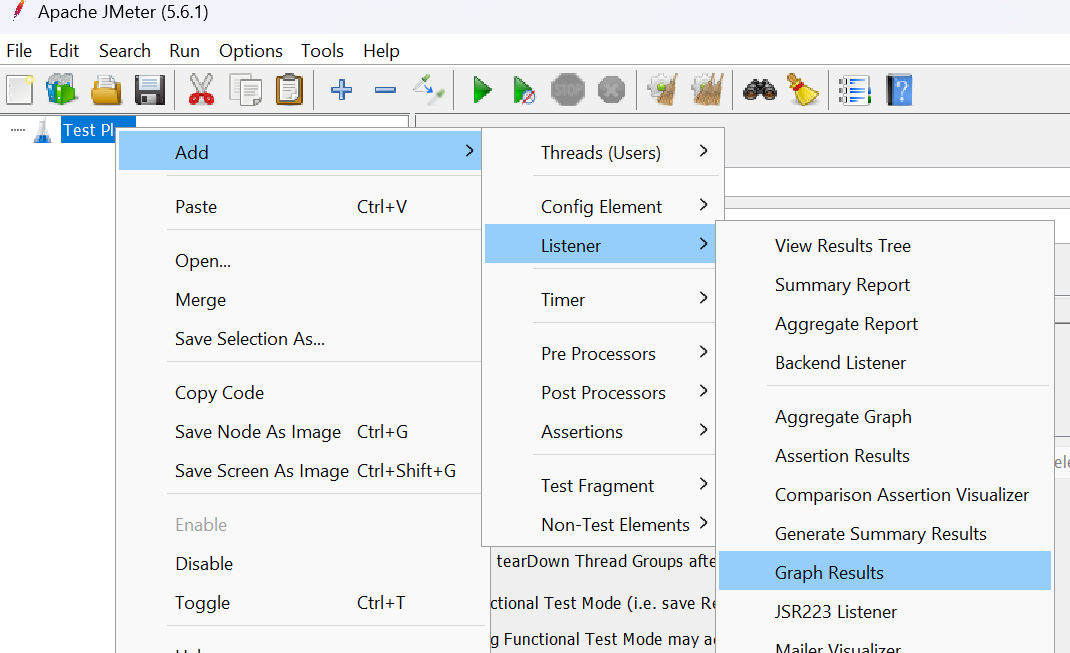 Apache JMeter (5.6.1)
File Edit Search Run Options Tools Help
STOP
Test Pl
Add
Paste Ctrl+V
Open...
Merge
Save Selection As...
Copy Code
Save Node As Image Ctrl+G
Save Screen As Image Ctrl+Shift+G
Enable
Disable
Toggle Ctrl+T
Threads (Users)
Config Element
Listener
Timer
Pre Processors
Post Processors
Assertions
Test Fragment
Non-Test Elements
View Results Tree
Summary Report
Aggregate Report
Backend Listener
Aggregate Graph
Assertion Results
Comparison Assertion Visualizer
Generate Summary Results
Graph Results
JSR223 Listener
Mailer Visualizer
ele
tearDown Thread Groups afte
ctional Test Mode (i.e. save Re
g Functional Test Mode may a